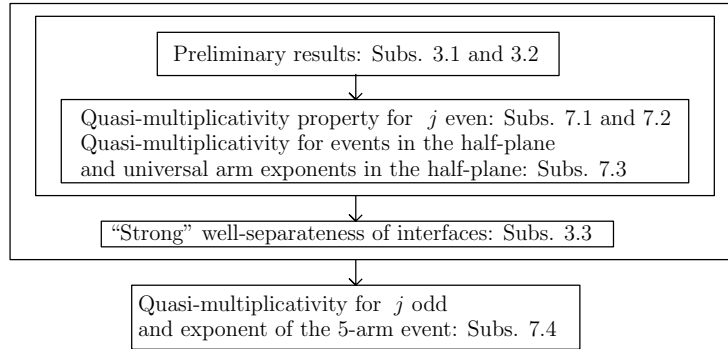 Preliminary results: Subs. 3.1 and 3.2
Quasi-multiplicativity property for j even: Subs. 7.1 and 7.2
Quasi-multiplicativity for events in the half-plane
and universal arm exponents in the half-plane: Subs. 7.3
“Strong” well-separateness of interfaces: Subs. 3.3
Quasi-multiplicativity for j odd
and exponent of the 5-arm event: Subs. 7.4